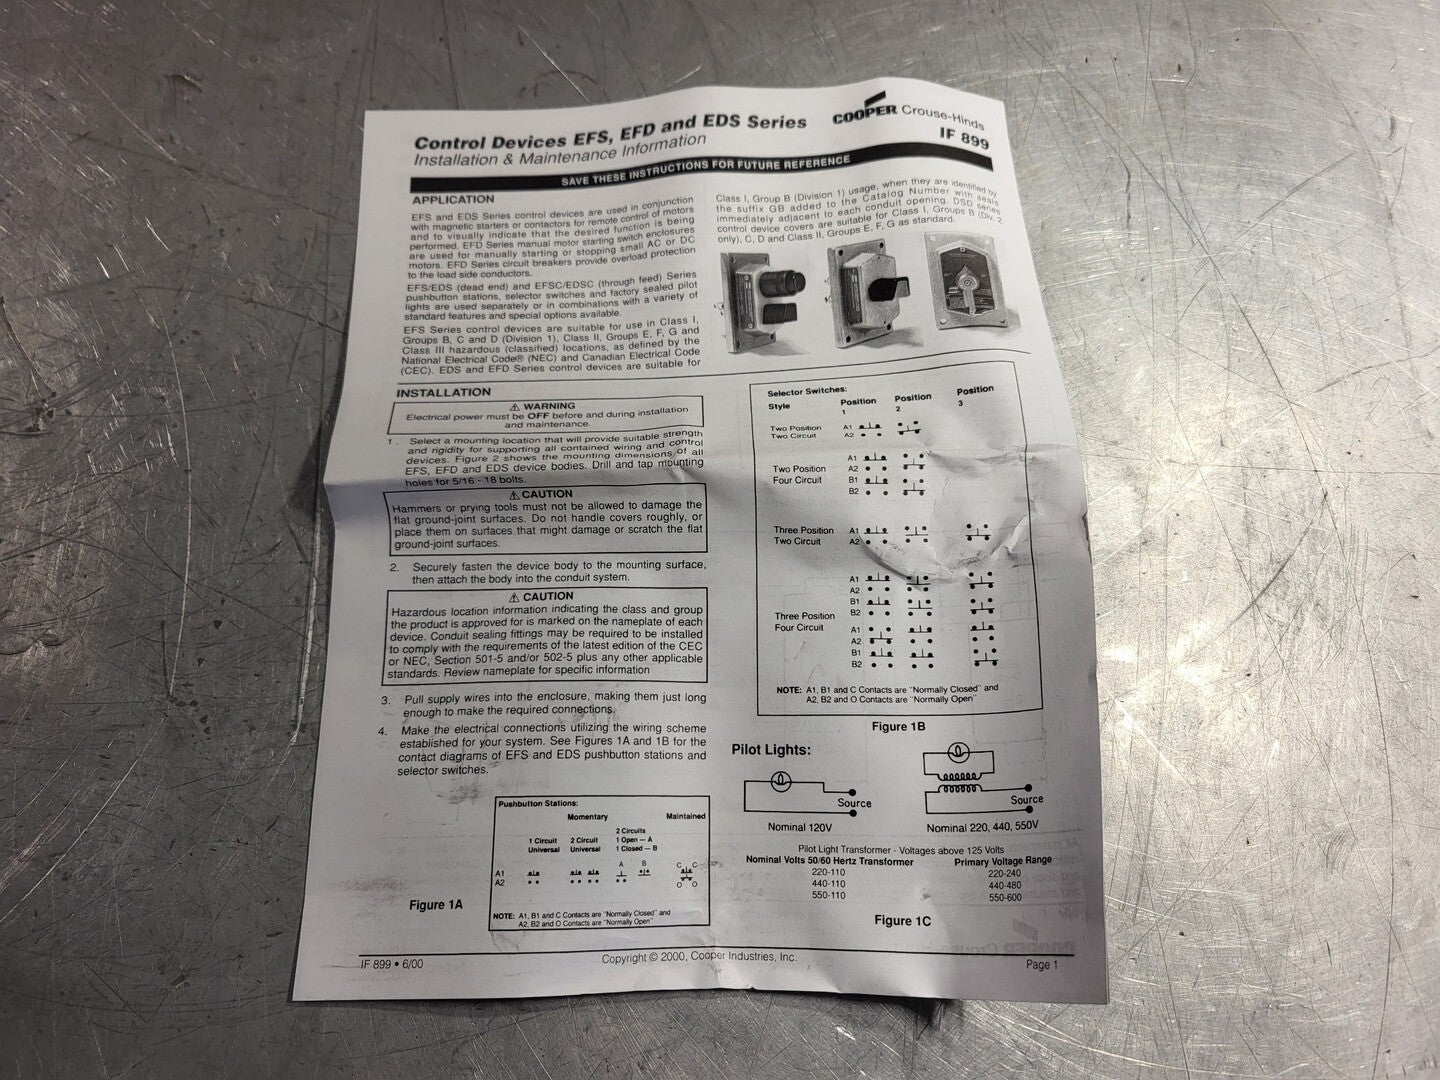 Control Devices EFS, EFD and EDS Series
Installation & Maintenance Information
COOPER Crouse-Hinds
IF 899
SAVE THESE INSTRUCTIONS FOR FUTURE REFERENCE
APPLICATION
EFS and EDS Series control devices are used in conjunction
with magnetic starters or contactors for remote control of motors
and to visually indicate that the desired function is being
performed. EFD Series manual motor starting switch enclosures
are used for manually starting or stopping small AC or DC
motors. EFD Series circuit breakers provide overload protection
to the load side conductors.
EFS/EDS (dead end) and EFSC/EDSC (through feed) Series
pushbutton stations, selector switches and factory sealed pilot
lights are used separately or in combinations with a variety of
standard features and special options available.
EFS Series control devices are suitable for use in Class I,
Groups B, C and D (Division 1), Class II, Groups E, F, G and
Class III hazardous (classified) locations, as defined by the
National Electrical Code® (NEC) and Canadian Electrical Code
(CEC). EDS and EFD Series control devices are suitable for
Class I, Group B (Division 1) usage, when they are identified by
the suffix GB added to the Catalog Number with seals
immediately adjacent to each conduit opening. DSD series
control device covers are suitable for Class I, Groups B (Div. 2
only), C, D and Class II, Groups E, F, G as standard.
INSTALLATION
⚠ WARNING
Electrical power must be OFF before and during installation
and maintenance.
1. Select a mounting location that will provide suitable strength
and rigidity for supporting all contained wiring and control
devices. Figure 2 shows the mounting dimensions of all
EFS, EFD and EDS device bodies. Drill and tap mounting
holes for 5/16 - 18 bolts.
⚠ CAUTION
Hammers or prying tools must not be allowed to damage the
flat ground-joint surfaces. Do not handle covers roughly, or
place them on surfaces that might damage or scratch the flat
ground-joint surfaces.
2. Securely fasten the device body to the mounting surface,
then attach the body into the conduit system.
⚠ CAUTION
Hazardous location information indicating the class and group
the product is approved for is marked on the nameplate of each
device. Conduit sealing fittings may be required to be installed
to comply with the requirements of the latest edition of the CEC
or NEC, Section 501-5 and/or 502-5 plus any other applicable
standards. Review nameplate for specific information
3. Pull supply wires into the enclosure, making them just long
enough to make the required connections.
4. Make the electrical connections utilizing the wiring scheme
established for your system. See Figures 1A and 1B for the
contact diagrams of EFS and EDS pushbutton stations and
selector switches.
Pushbutton Stations:
Momentary Maintained
2 Circuits
1 Circuit 2 Circuit 1 Open — A
Universal Universal 1 Closed — B
A B C C
A1
A2
O O
NOTE: A1, B1 and C Contacts are "Normally Closed" and
A2, B2 and O Contacts are "Normally Open"
Figure 1A
Selector Switches:
Style Position 1 Position 2 Position 3
Two Position A1
Two Circuit A2
A1
Two Position A2
Four Circuit B1
B2
Three Position A1
Two Circuit A2
A1
A2
B1
Three Position B2
Four Circuit A1
A2
B1
B2
NOTE: A1, B1 and C Contacts are "Normally Closed" and
A2, B2 and O Contacts are "Normally Open"
Figure 1B
Pilot Lights:
Source
Nominal 120V
Source
Nominal 220, 440, 550V
Pilot Light Transformer - Voltages above 125 Volts
Nominal Volts 50/60 Hertz Transformer Primary Voltage Range
220-110 220-240
440-110 440-480
550-110 550-600
Figure 1C
IF 899 • 6/00
Copyright © 2000, Cooper Industries, Inc.
Page 1